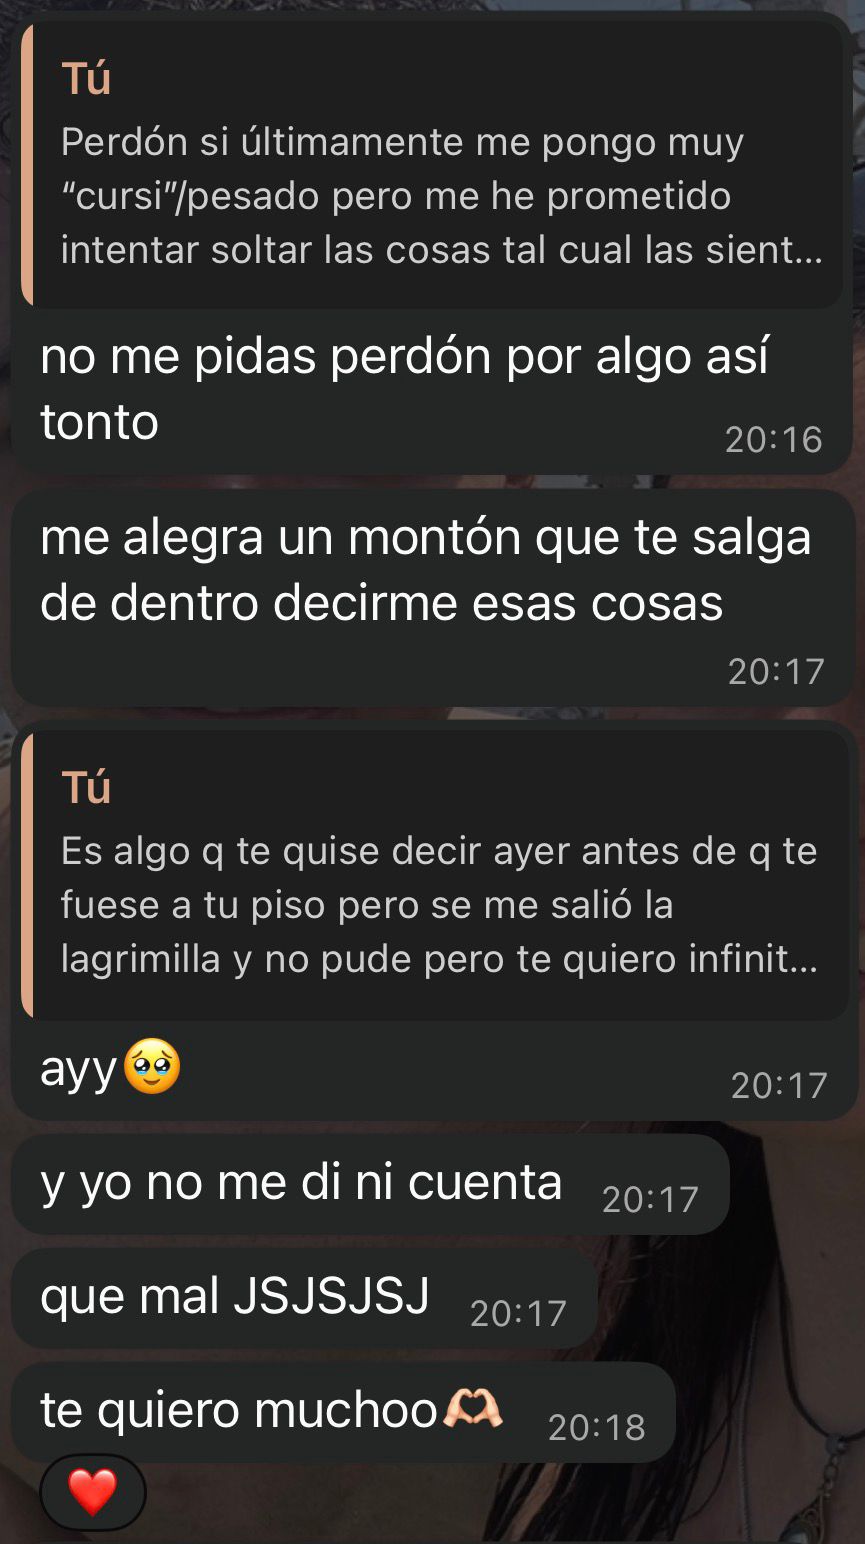 Tú
Perdón si últimamente me pongo muy
“cursi”/pesado pero me he prometido
intentar soltar las cosas tal cual las sient...
no me pidas perdón por algo así
tonto
20:16
me alegra un montón que te salga
de dentro decirme esas cosas
20:17
Tú
Es algo q te quise decir ayer antes de q te
fuese a tu piso pero se me salió la
lagrimilla y no pude pero te quiero infinit...
ayy🥹
20:17
y yo no me di ni cuenta 20:17
que mal JSJSJSJ 20:17
te quiero muchoo🫶🏻 20:18
❤️